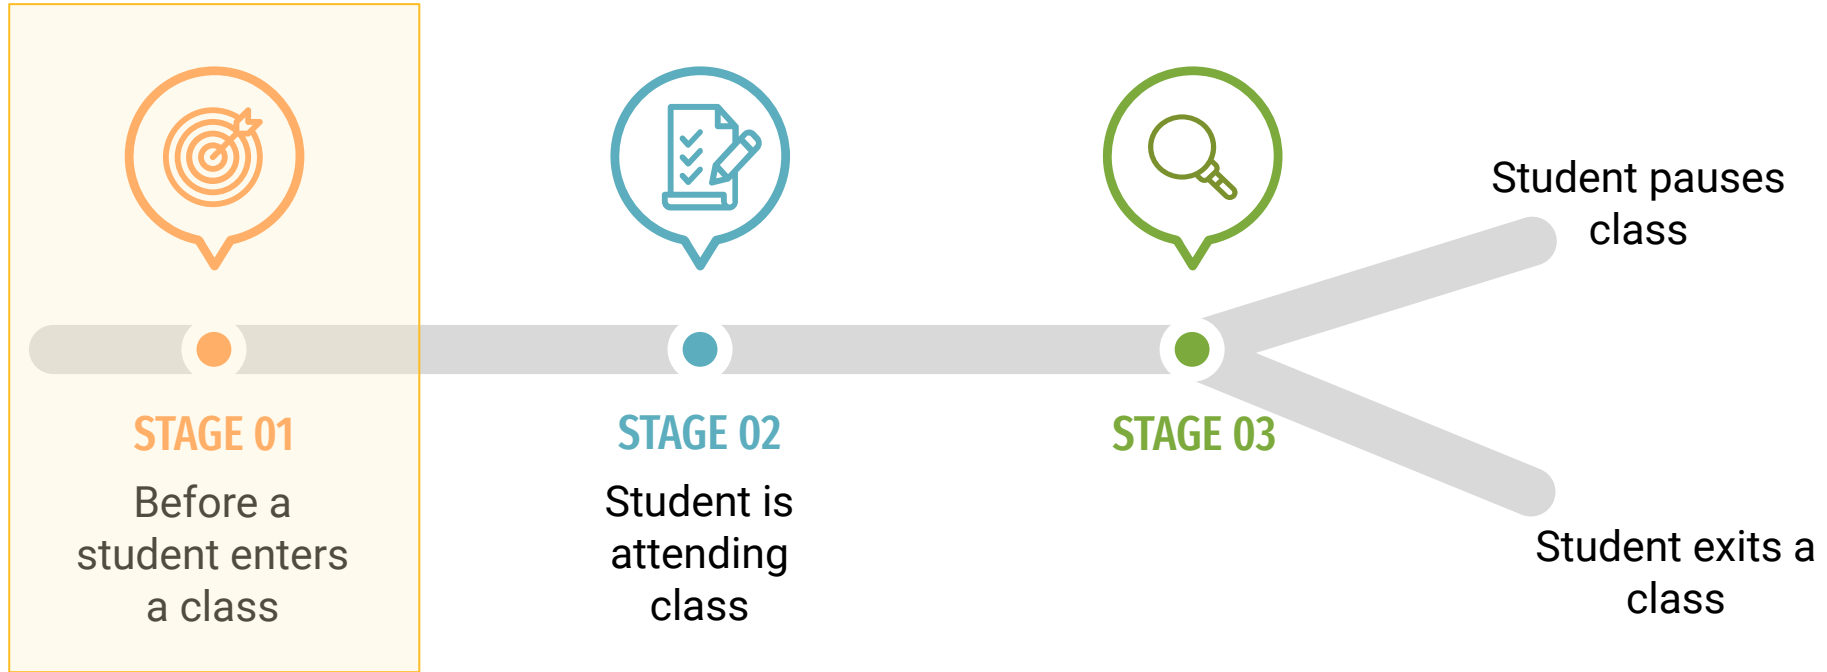 STAGE 01
Before a
student enters
a class
STAGE 02
Student is
attending
class
STAGE 03
Student pauses
class
Student exits a
class